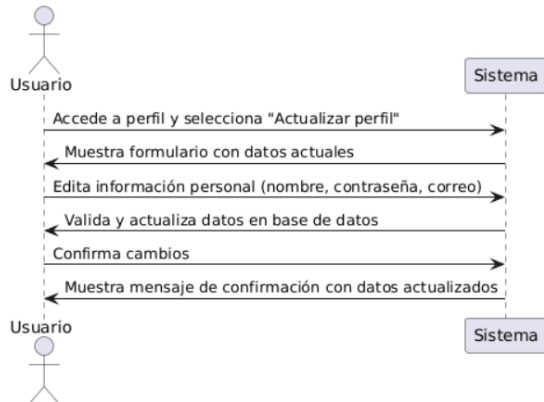 Usuario
Sistema
Accede a perfil y selecciona "Actualizar perfil"
Muestra formulario con datos actuales
Edita información personal (nombre, contraseña, correo)
Valida y actualiza datos en base de datos
Confirma cambios
Muestra mensaje de confirmación con datos actualizados
Usuario
Sistema